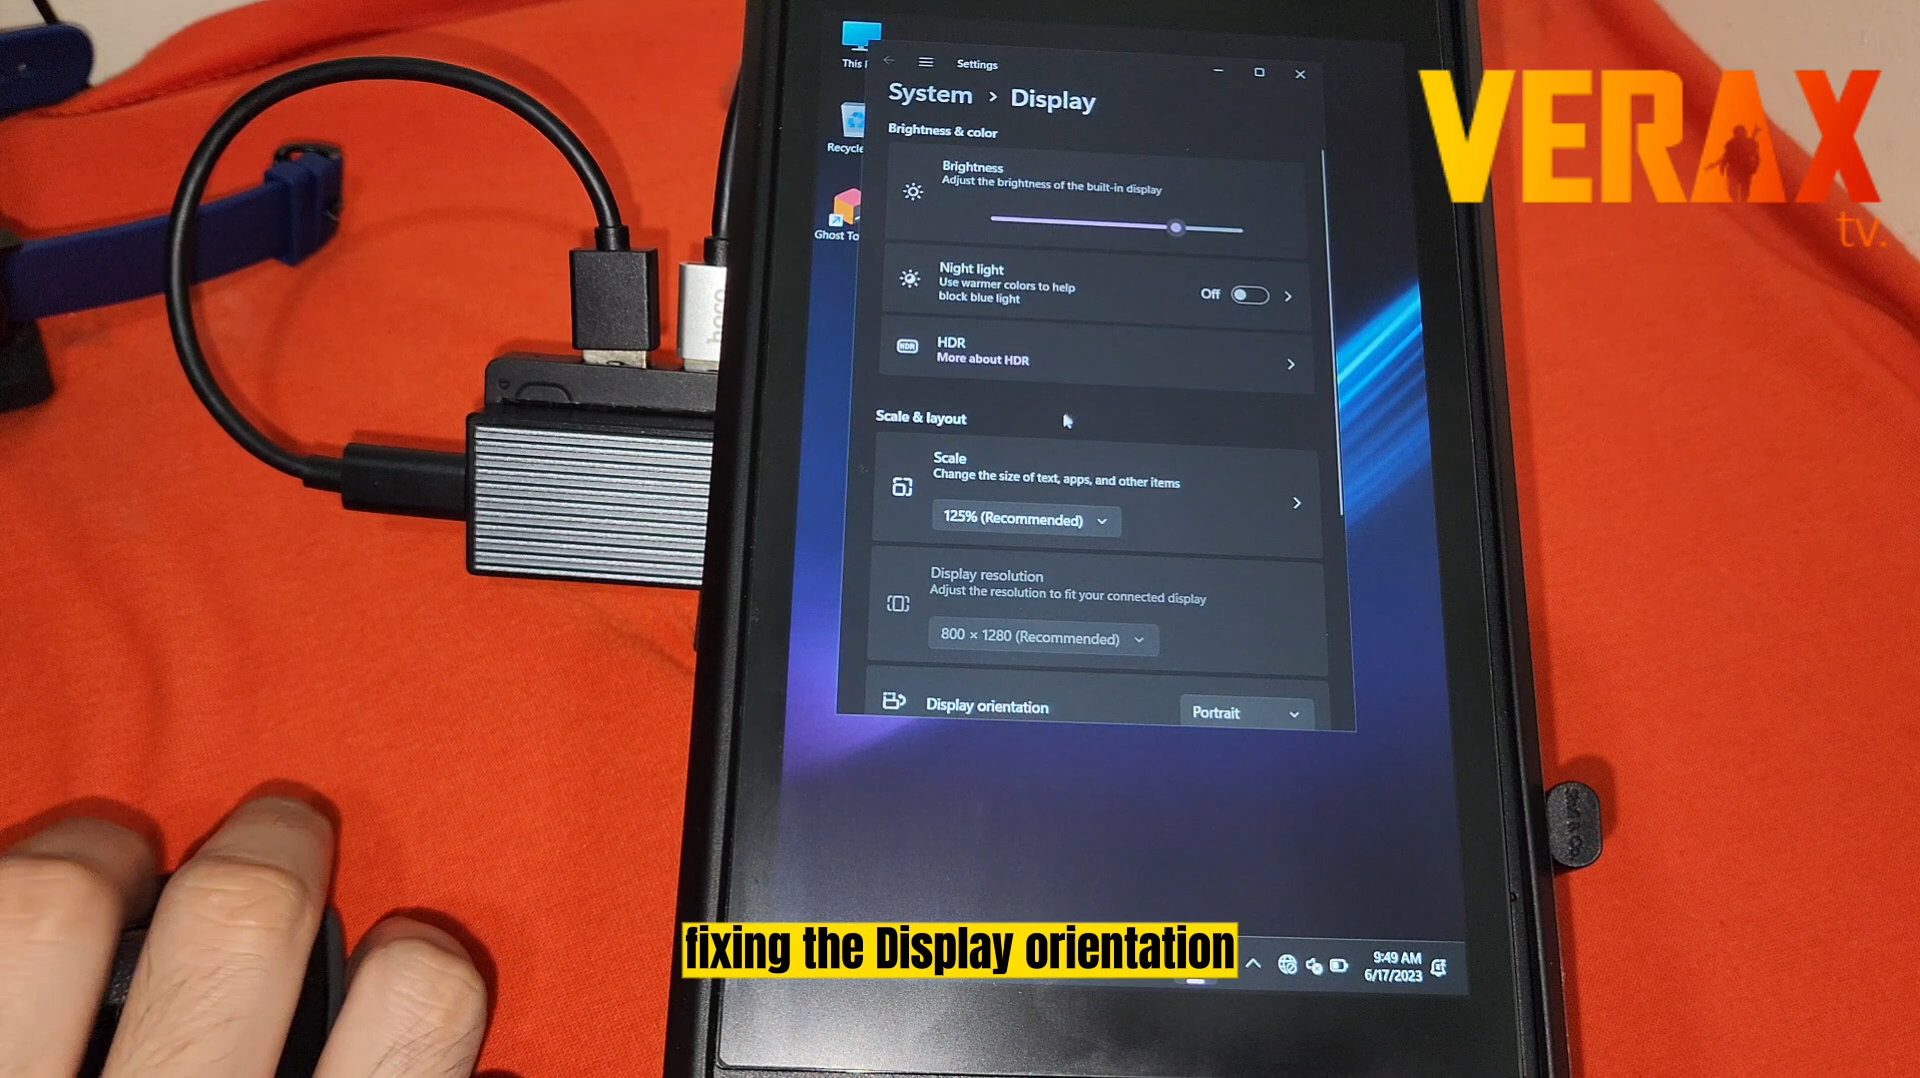 This
Recycle
Ghost To
Settings
System > Display
Brightness & color
Brightness
Adjust the brightness of the built-in display
Night light
Use warmer colors to help
block blue light
Off
HDR
HDR
More about HDR
Scale & layout
Scale
Change the size of text, apps, and other items
125% (Recommended)
Display resolution
Adjust the resolution to fit your connected display
800 × 1280 (Recommended)
Display orientation
Portrait
9:49 AM
6/17/2023
hoco
VERAX
tv.
fixing the Display orientation